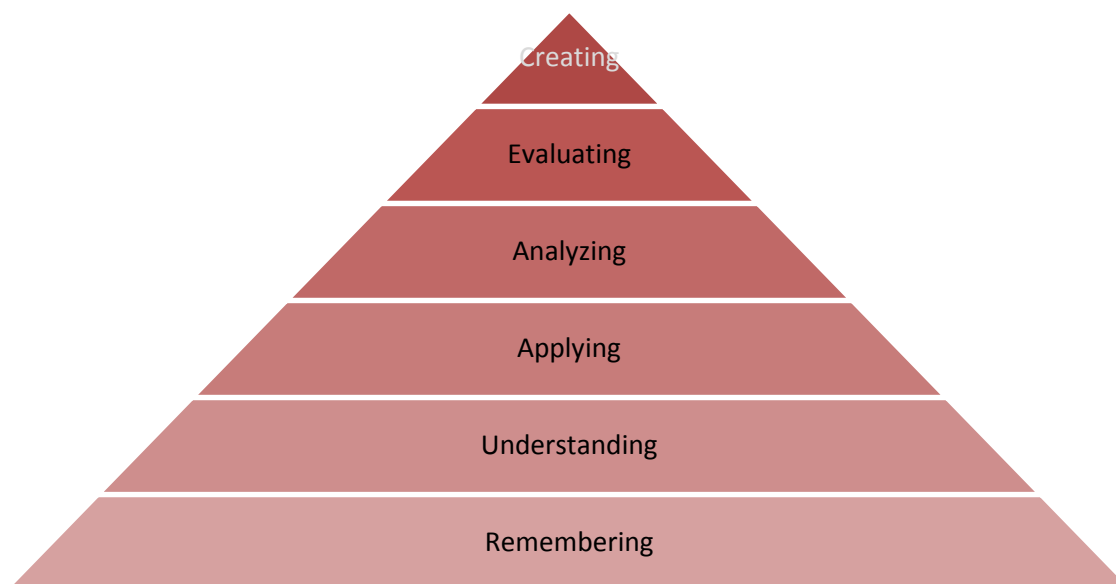 Creating
Evaluating
Analyzing
Applying
Understanding
Remembering